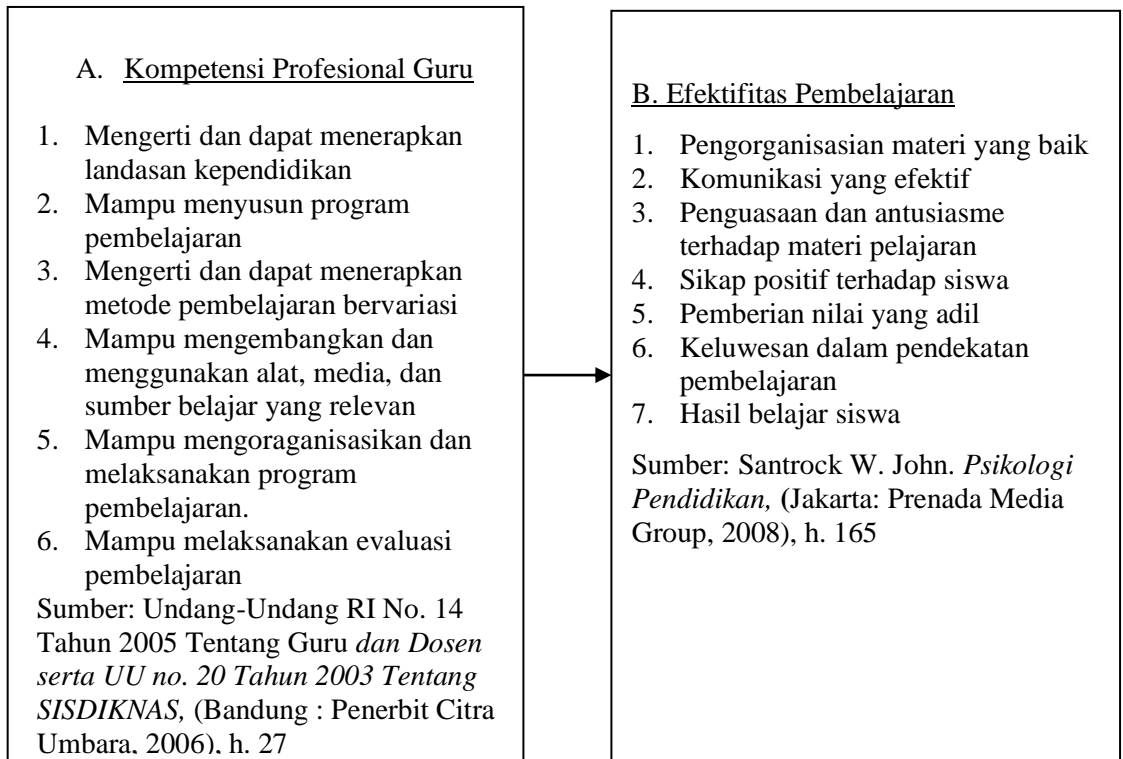 A. Kompetensi Profesional Guru
1. Mengerti dan dapat menerapkan
landasan kependidikan
2. Mampu menyusun program
pembelajaran
3. Mengerti dan dapat menerapkan
metode pembelajaran bervariasi
4. Mampu mengembangkan dan
menggunakan alat, media, dan
sumber belajar yang relevan
5. Mampu mengoraganisasikan dan
melaksanakan program
pembelajaran.
6. Mampu melaksanakan evaluasi
pembelajaran
Sumber: Undang-Undang RI No. 14
Tahun 2005 Tentang Guru dan Dosen
serta UU no. 20 Tahun 2003 Tentang
SISDIKNAS, (Bandung : Penerbit Citra
Umbara, 2006), h. 27
B. Efektifitas Pembelajaran
1. Pengorganisasian materi yang baik
2. Komunikasi yang efektif
3. Penguasaan dan antusiasme
terhadap materi pelajaran
4. Sikap positif terhadap siswa
5. Pemberian nilai yang adil
6. Keluwesan dalam pendekatan
pembelajaran
7. Hasil belajar siswa
Sumber: Santrock W. John. Psikologi
Pendidikan, (Jakarta: Prenada Media
Group, 2008), h. 165